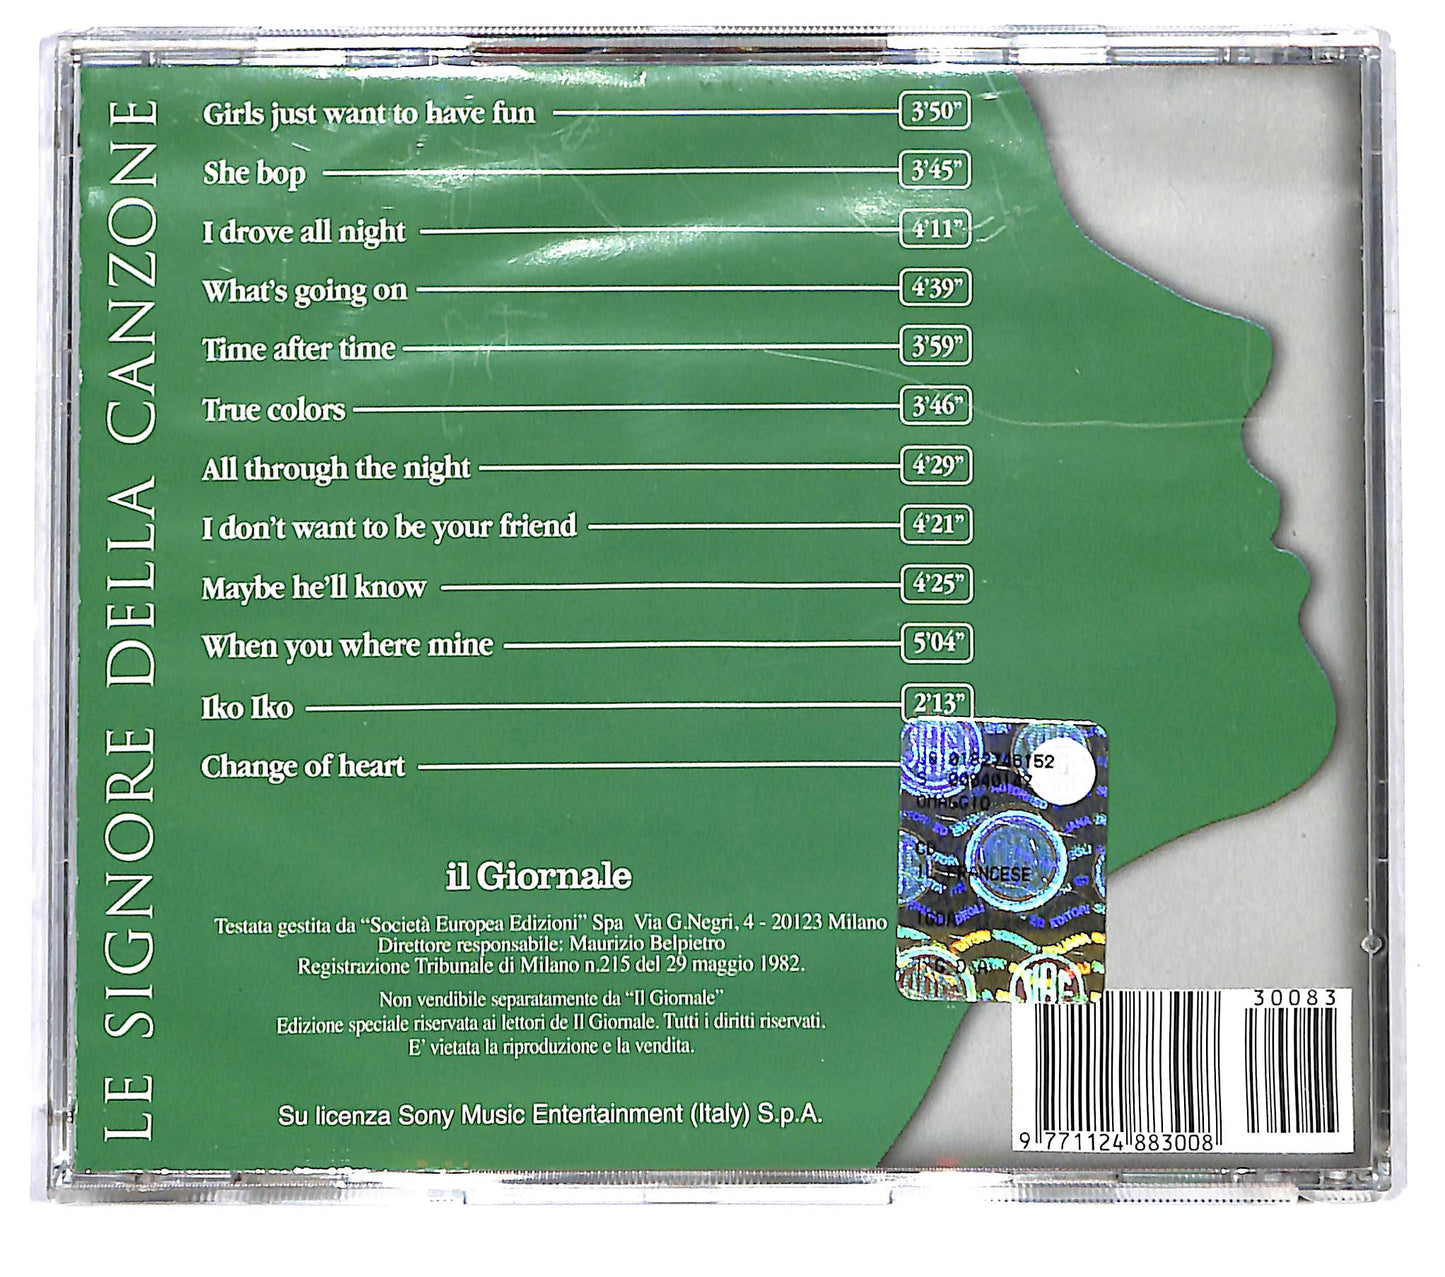 LE SIGNORE DELLA CANZONE
Girls just want to have fun 3'50”
She bop 3'45”
I drove all night 4'11”
What's going on 4'39”
Time after time 3'59”
True colors 3'46”
All through the night 4'29”
I don't want to be your friend 4'21”
Maybe he'll know 4'25”
When you where mine 5'04”
Iko Iko 2'13”
Change of heart
0182746152
OMAGGIO
CD
IL FRANCESE
il Giornale
Testata gestita da “Società Europea Edizioni” Spa Via G.Negri, 4 - 20123 Milano
Direttore responsabile: Maurizio Belpietro
Registrazione Tribunale di Milano n.215 del 29 maggio 1982.
Non vendibile separatamente da “Il Giornale”
Edizione speciale riservata ai lettori de Il Giornale. Tutti i diritti riservati.
E' vietata la riproduzione e la vendita.
Su licenza Sony Music Entertainment (Italy) S.p.A.
30083
9 771124 883008